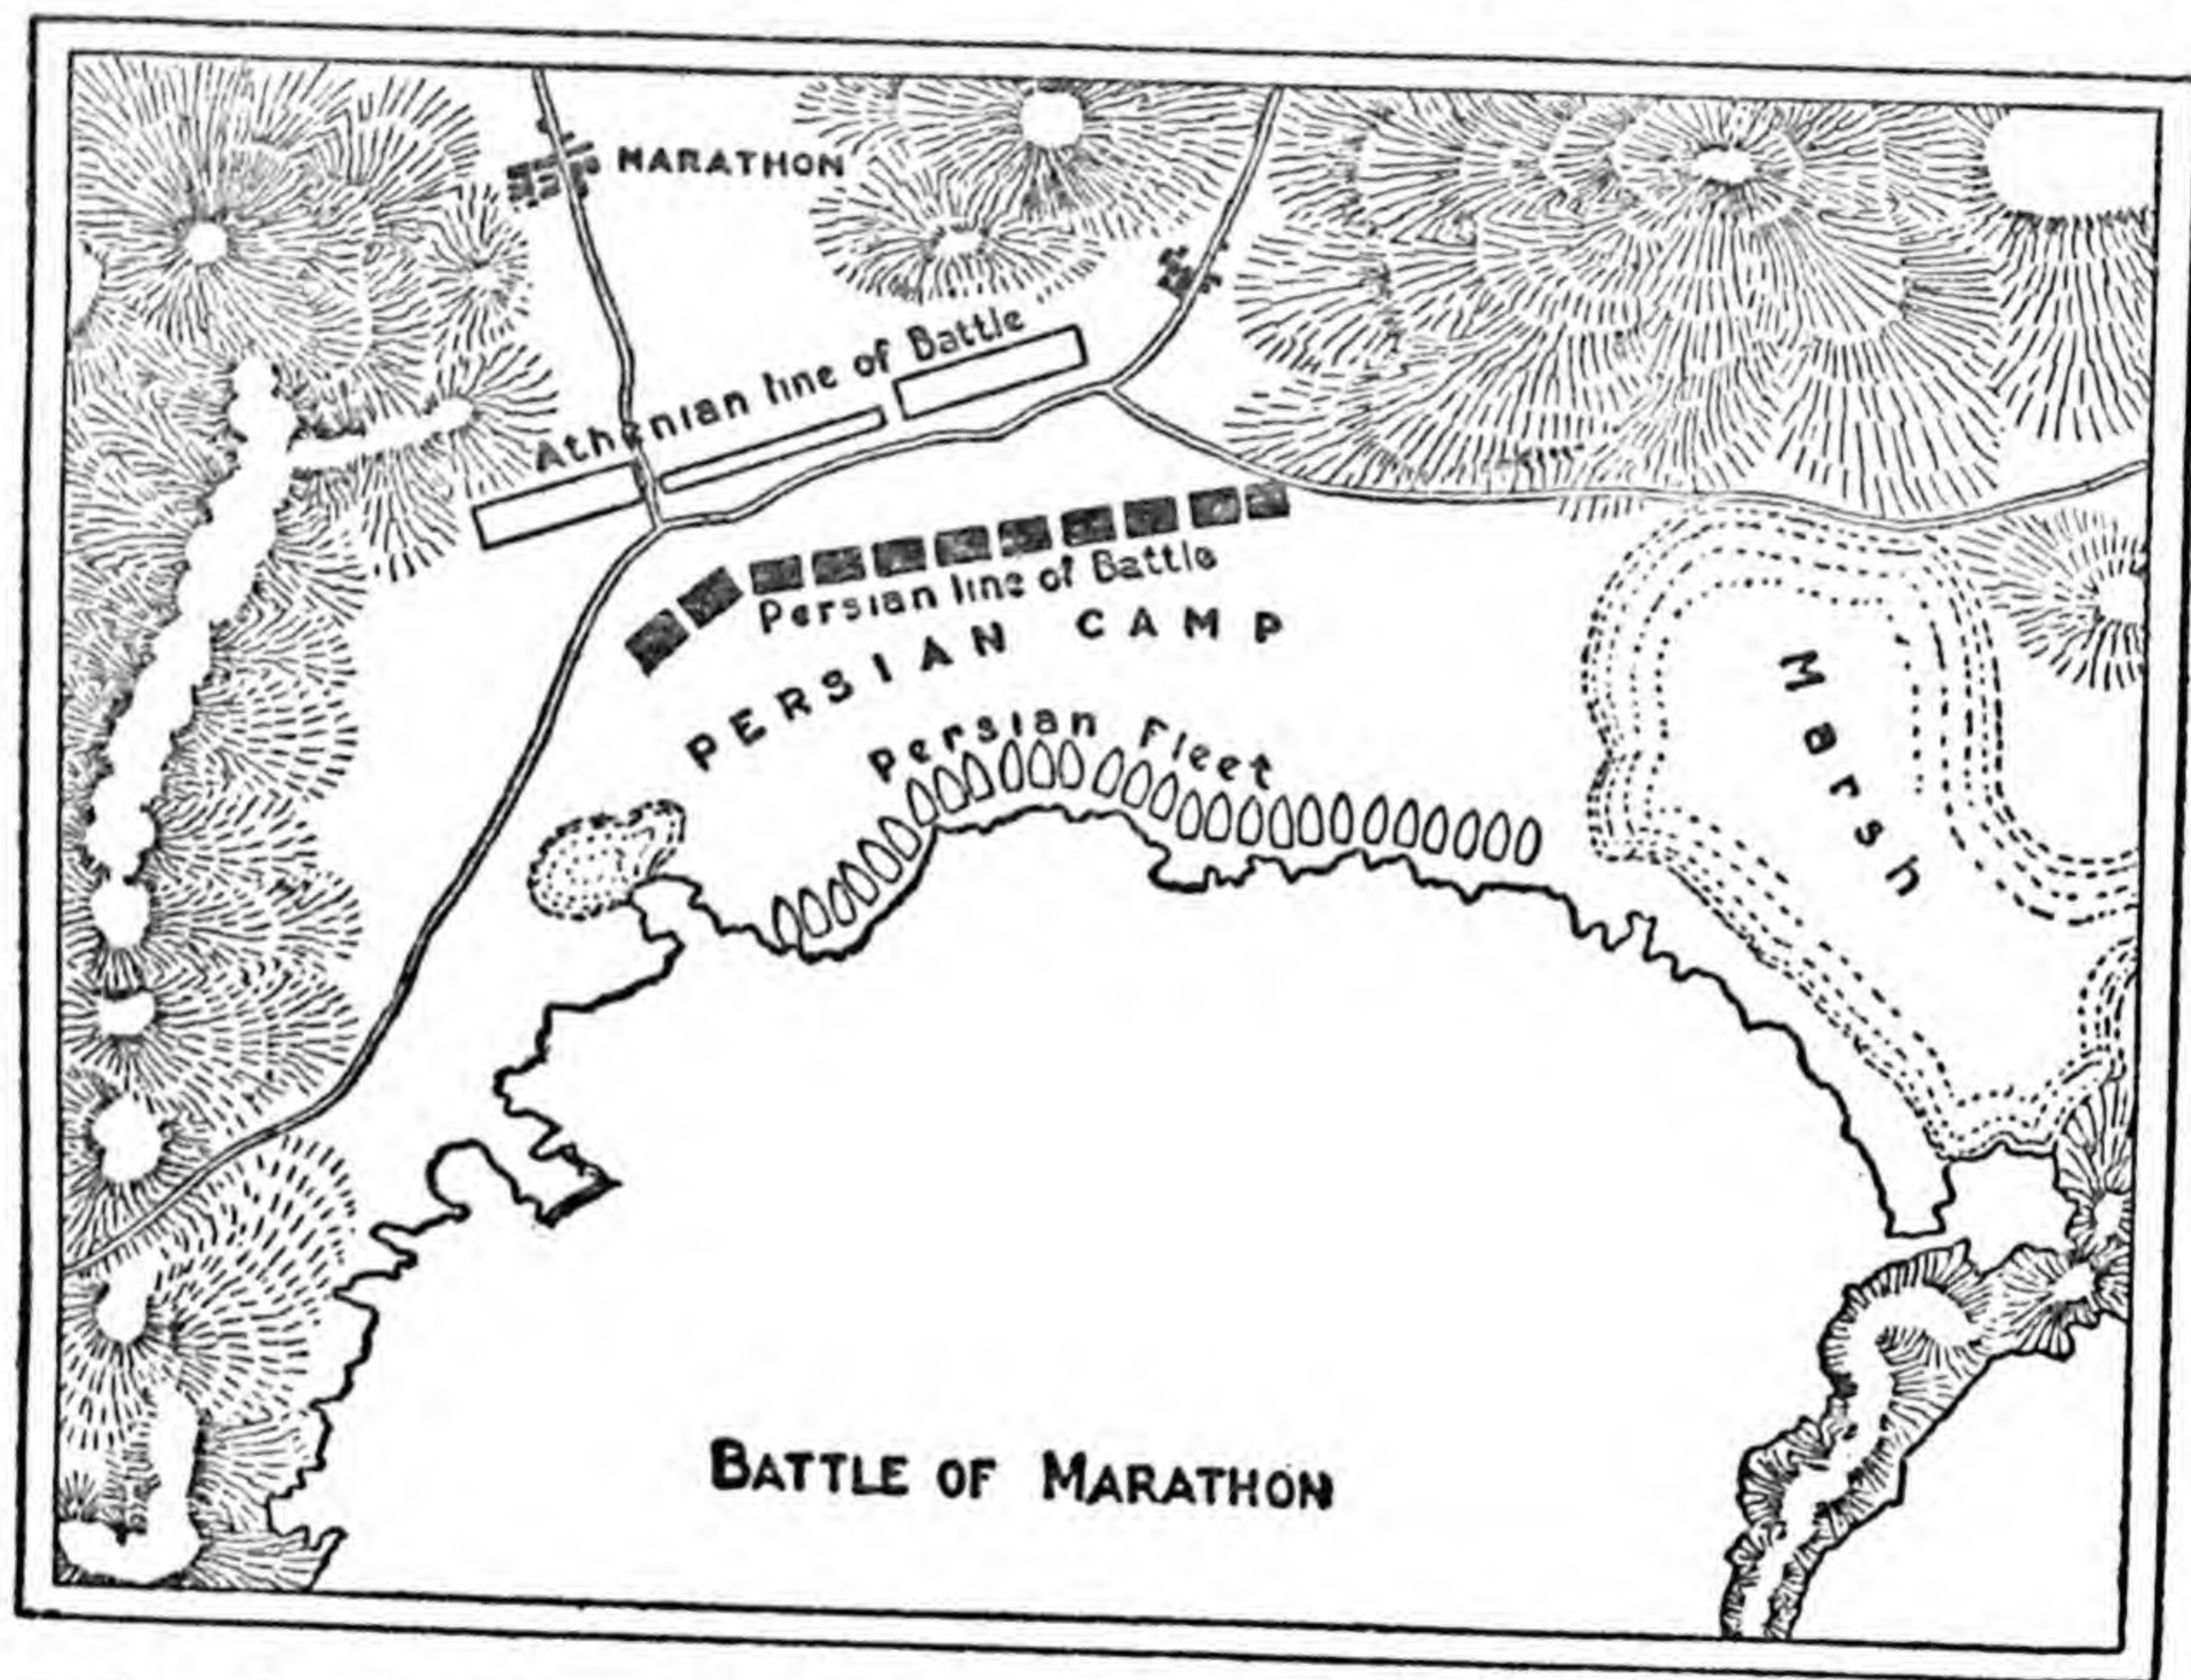 MARATHON
Athenian line of Battle
Persian line of Battle
PERSIAN CAMP
Persian Fleet
Marsh
BATTLE OF MARATHON